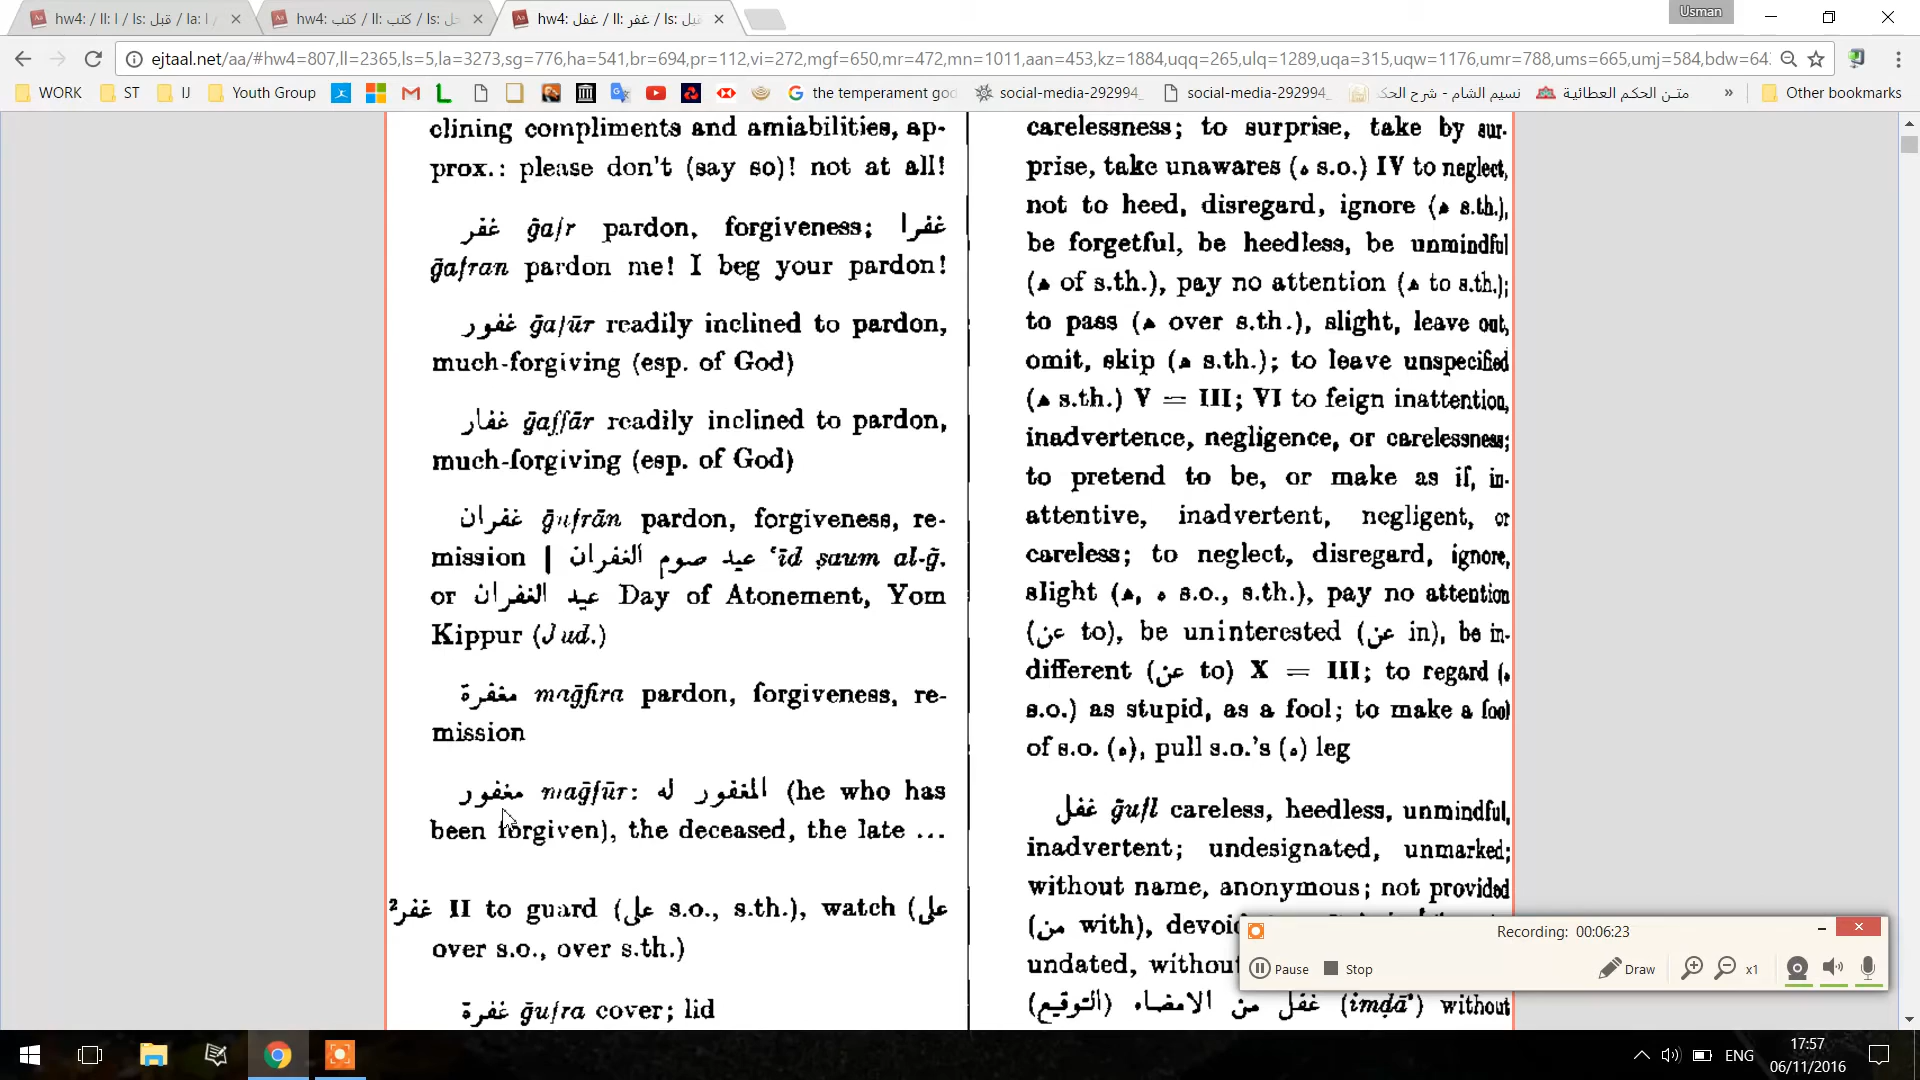 hw4: / ll: ا / ls: قبل / la: ا /
hw4: كتب / ll: كتب / ls:
hw4: غفل / ll: غفر / ls: قبل
Usman
ejtaal.net/aa/#hw4=807,ll=2365,ls=5,la=3273,sg=776,ha=541,br=694,pr=112,vi=272,mgf=650,mr=472,mn=1011,aan=453,kz=1884,uqq=265,ulq=1289,uqa=315,uqw=1176,umr=788,ums=665,umj=584,bdw=64
WORK ST IJ Youth Group the temperament god social-media-292994 social-media-292994 نسيم الشام - شرح الحك متـن الحكم العطائيـة » Other bookmarks
clining compliments and amiabilities, ap-
prox.: please don't (say so)! not at all!
غفر ḡafr pardon, forgiveness; غفرا
ḡafran pardon me! I beg your pardon!
غفور ḡafūr readily inclined to pardon,
much-forgiving (esp. of God)
غفار ḡaffār readily inclined to pardon,
much-forgiving (esp. of God)
غفران ḡufrān pardon, forgiveness, re-
mission | عيد صوم الغفران ʿīd ṣaum al-ḡ.
or عيد الغفران Day of Atonement, Yom
Kippur (Jud.)
مغفرة maḡfira pardon, forgiveness, re-
mission
مغفور maḡfūr: المغفور له (he who has
been forgiven), the deceased, the late ...
²غفر II to guard (على s.o., s.th.), watch (على
over s.o., over s.th.)
غفرة ḡufra cover; lid
carelessness; to surprise, take by sur-
prise, take unawares (ه s.o.) IV to neglect,
not to heed, disregard, ignore (ه s.th.),
be forgetful, be heedless, be unmindful
(ه of s.th.), pay no attention (ه to s.th.);
to pass (ه over s.th.), slight, leave out,
omit, skip (ه s.th.); to leave unspecified
(ه s.th.) V = III; VI to feign inattention,
inadvertence, negligence, or carelessness;
to pretend to be, or make as if, in-
attentive, inadvertent, negligent, or
careless; to neglect, disregard, ignore,
slight (ه, ه s.o., s.th.), pay no attention
(عن to), be uninterested (عن in), be in-
different (عن to) X = III; to regard (ه
s.o.) as stupid, as a fool; to make a fool
of s.o. (ه), pull s.o.'s (ه) leg
غفل ḡufl careless, heedless, unmindful,
inadvertent; undesignated, unmarked;
without name, anonymous; not provided
(من with), devoid
undated, without
غفل من الامضاء (التوقيع) (imḍāʾ) without
Recording: 00:06:23
Pause Stop Draw x1
ENG
17:57
06/11/2016